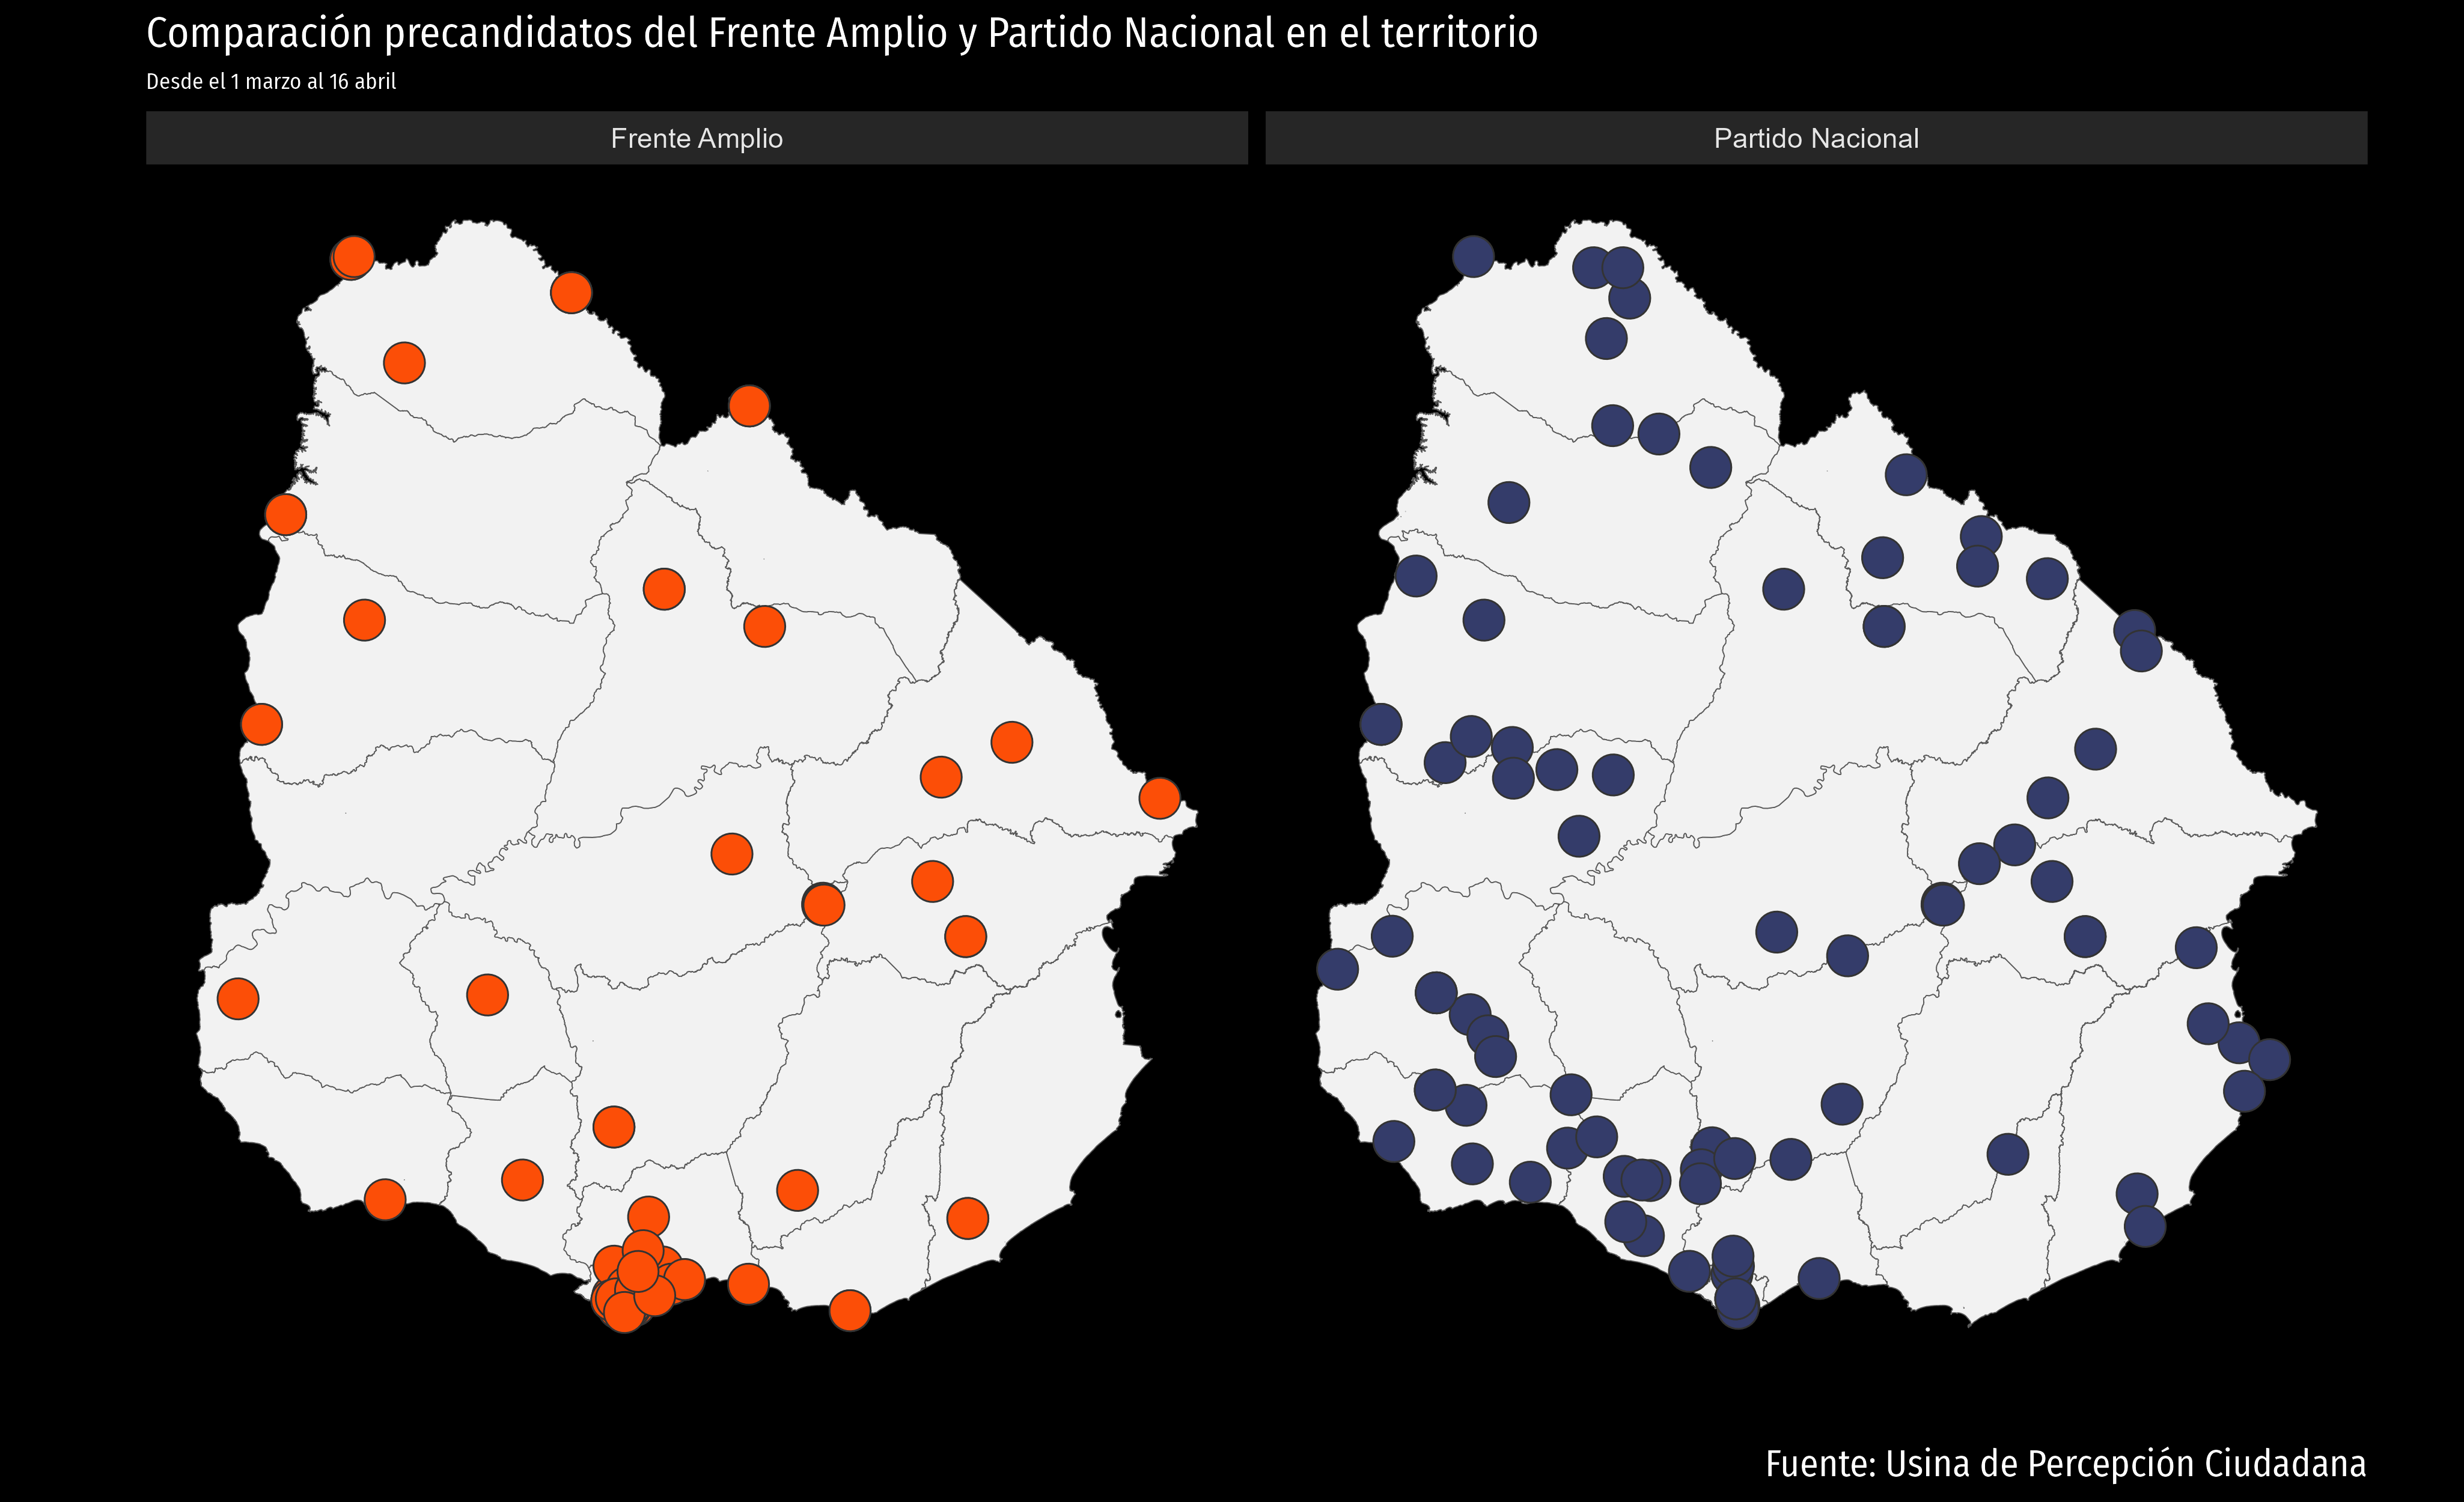 Comparación precandidatos del Frente Amplio y Partido Nacional en el territorio
Desde el 1 marzo al 16 abril
Frente Amplio
Partido Nacional
Fuente: Usina de Percepción Ciudadana